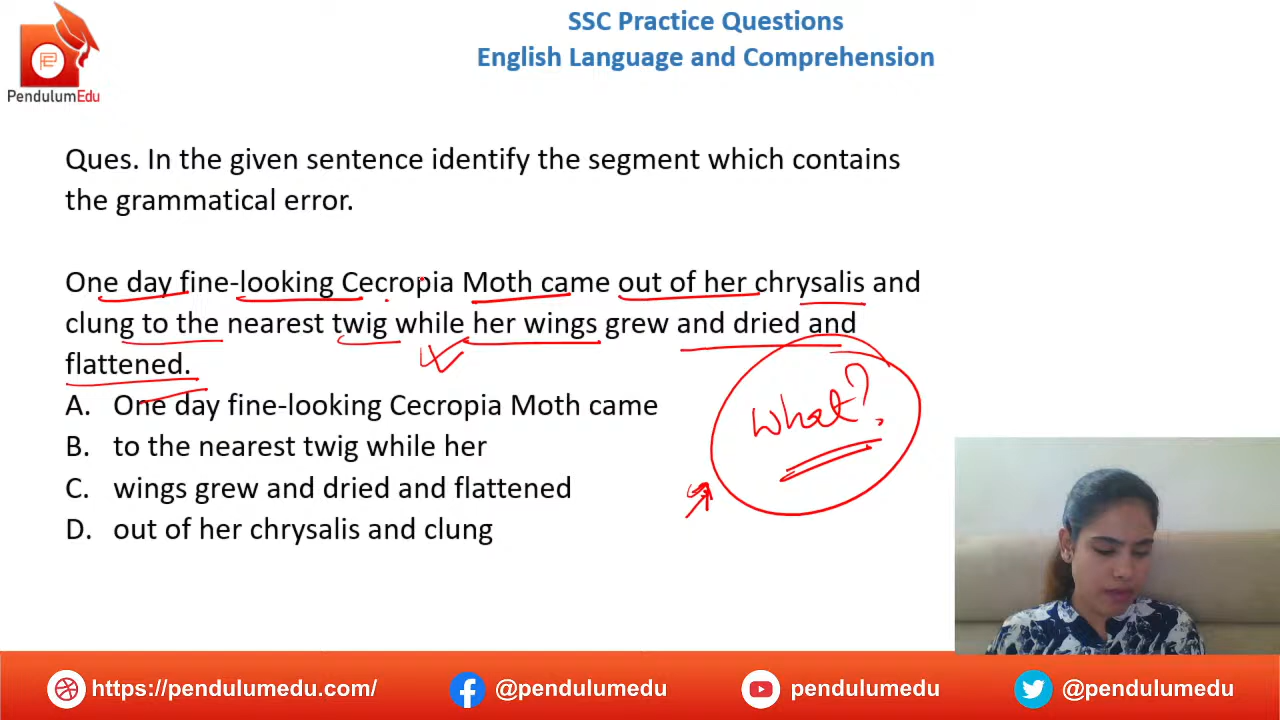 SSC Practice Questions
English Language and Comprehension
PendulumEdu
Ques. In the given sentence identify the segment which contains
the grammatical error.
One day fine-looking Cecropia Moth came out of her chrysalis and
clung to the nearest twig while her wings grew and dried and
flattened.
A. One day fine-looking Cecropia Moth came
B. to the nearest twig while her
C. wings grew and dried and flattened
D. out of her chrysalis and clung
What?
https://pendulumedu.com/
@pendulumedu
pendulumedu
@pendulumedu